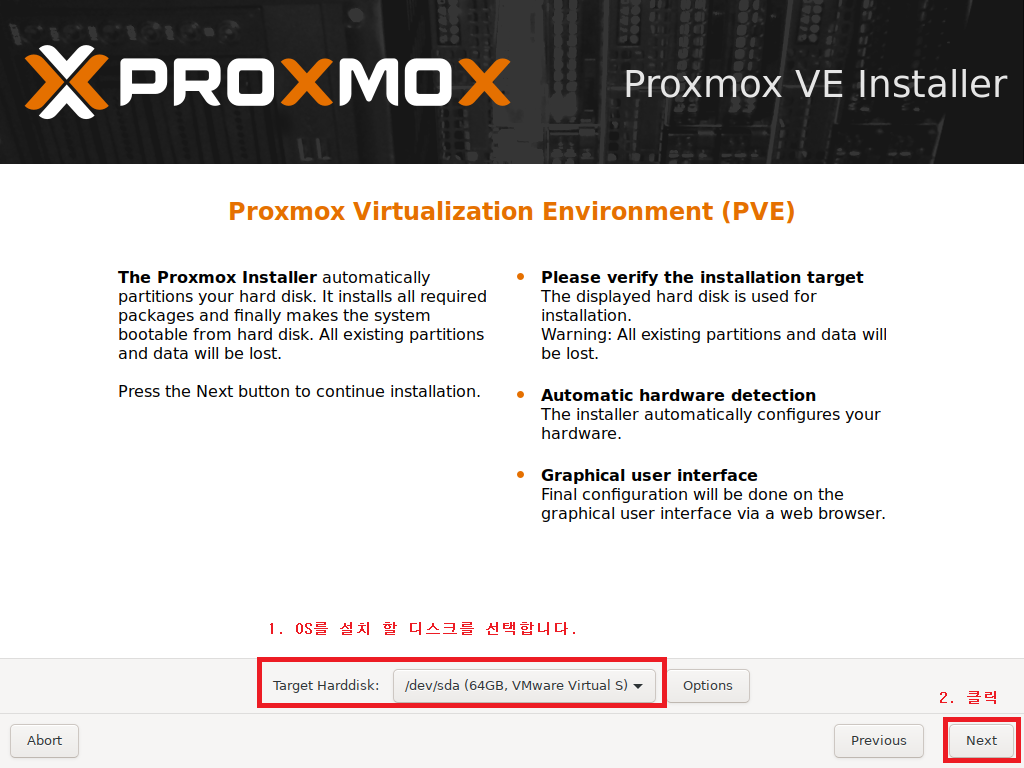 PROXMOX
Proxmox VE Installer
Proxmox Virtualization Environment (PVE)
The Proxmox Installer automatically
partitions your hard disk. It installs all required
packages and finally makes the system
bootable from hard disk. All existing partitions
and data will be lost.
Press the Next button to continue installation.
• Please verify the installation target
The displayed hard disk is used for
installation.
Warning: All existing partitions and data will
be lost.
• Automatic hardware detection
The installer automatically configures your
hardware.
• Graphical user interface
Final configuration will be done on the
graphical user interface via a web browser.
1. OS를 설치 할 디스크를 선택합니다.
Target Harddisk: /dev/sda (64GB, VMware Virtual S) Options
2. 클릭
Abort Previous Next